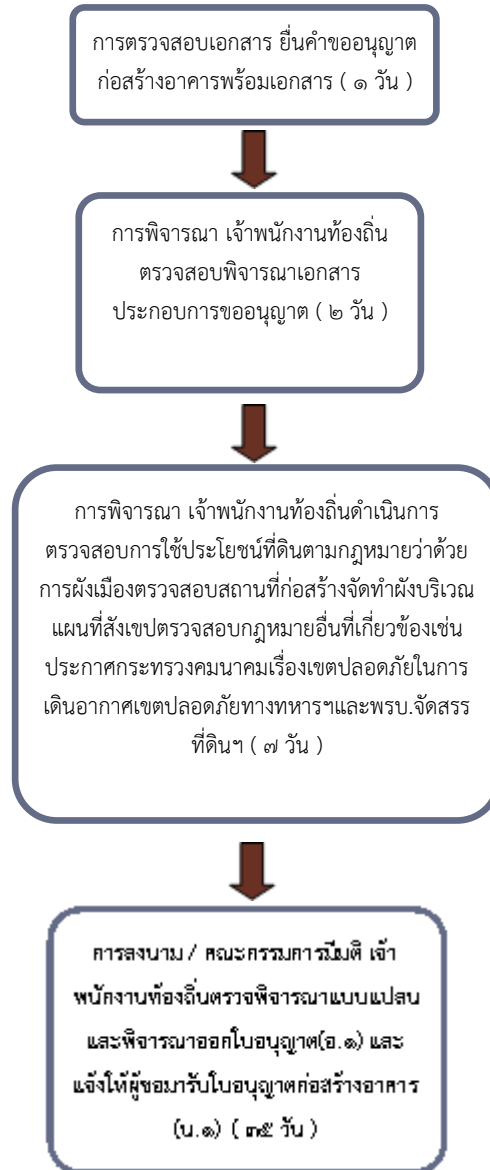 การตรวจสอบเอกสาร ยื่นคำขออนุญาต
ก่อสร้างอาคารพร้อมเอกสาร ( ๑ วัน )
การพิจารณา เจ้าพนักงานท้องถิ่น
ตรวจสอบพิจารณาเอกสาร
ประกอบการขออนุญาต ( ๒ วัน )
การพิจารณา เจ้าพนักงานท้องถิ่นดำเนินการ
ตรวจสอบการใช้ประโยชน์ที่ดินตามกฎหมายว่าด้วย
การผังเมืองตรวจสอบสถานที่ก่อสร้างจัดทำผังบริเวณ
แผนที่สังเขปตรวจสอบกฎหมายอื่นที่เกี่ยวข้องเช่น
ประกาศกระทรวงคมนาคมเรื่องเขตปลอดภัยในการ
เดินอากาศเขตปลอดภัยทางทหารฯและพรบ.จัดสรร
ที่ดินฯ ( ๗ วัน )
การลงนาม / คณะกรรมการมีมติ เจ้า
พนักงานท้องถิ่นตรวจพิจารณาแบบแปลน
และพิจารณาออกใบอนุญาต(อ.๑) และ
แจ้งให้ผู้ขอมารับใบอนุญาตก่อสร้างอาคาร
(น.๑) ( ๓๕ วัน )